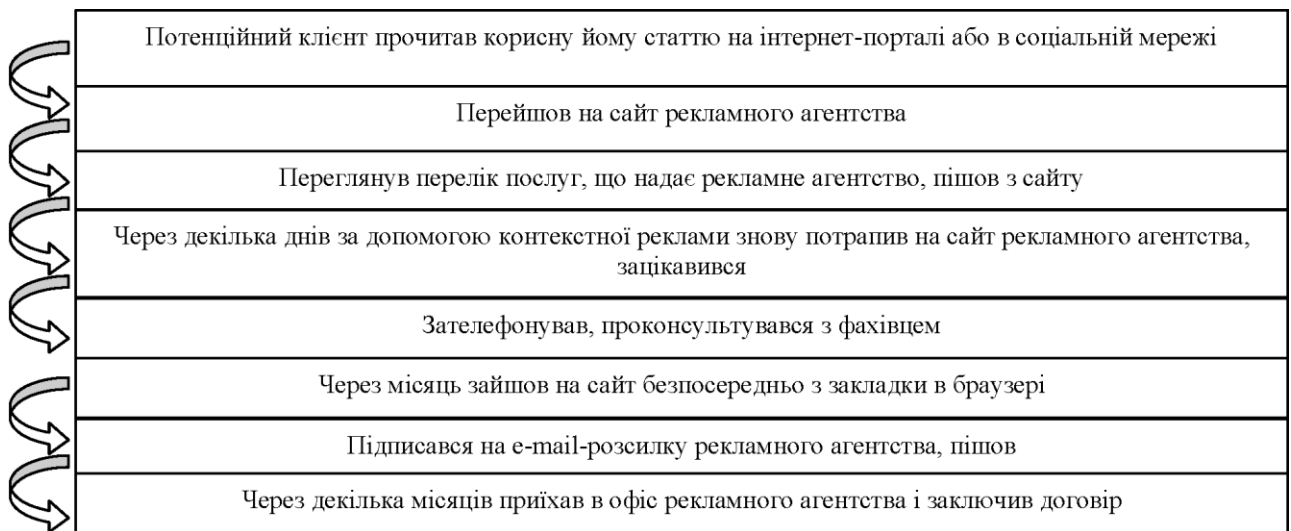 Потенційний клієнт прочитав корисну йому статтю на інтернет-порталі або в соціальній мережі
Перейшов на сайт рекламного агентства
Переглянув перелік послуг, що надає рекламне агентство, пішов з сайту
Через декілька днів за допомогою контекстної реклами знову потрапив на сайт рекламного агентства,
зацікавився
Зателефонував, проконсультувався з фахівцем
Через місяць зайшов на сайт безпосередньо з закладки в браузері
Підписався на e-mail-розсилку рекламного агентства, пішов
Через декілька місяців приїхав в офіс рекламного агентства і заключив договір